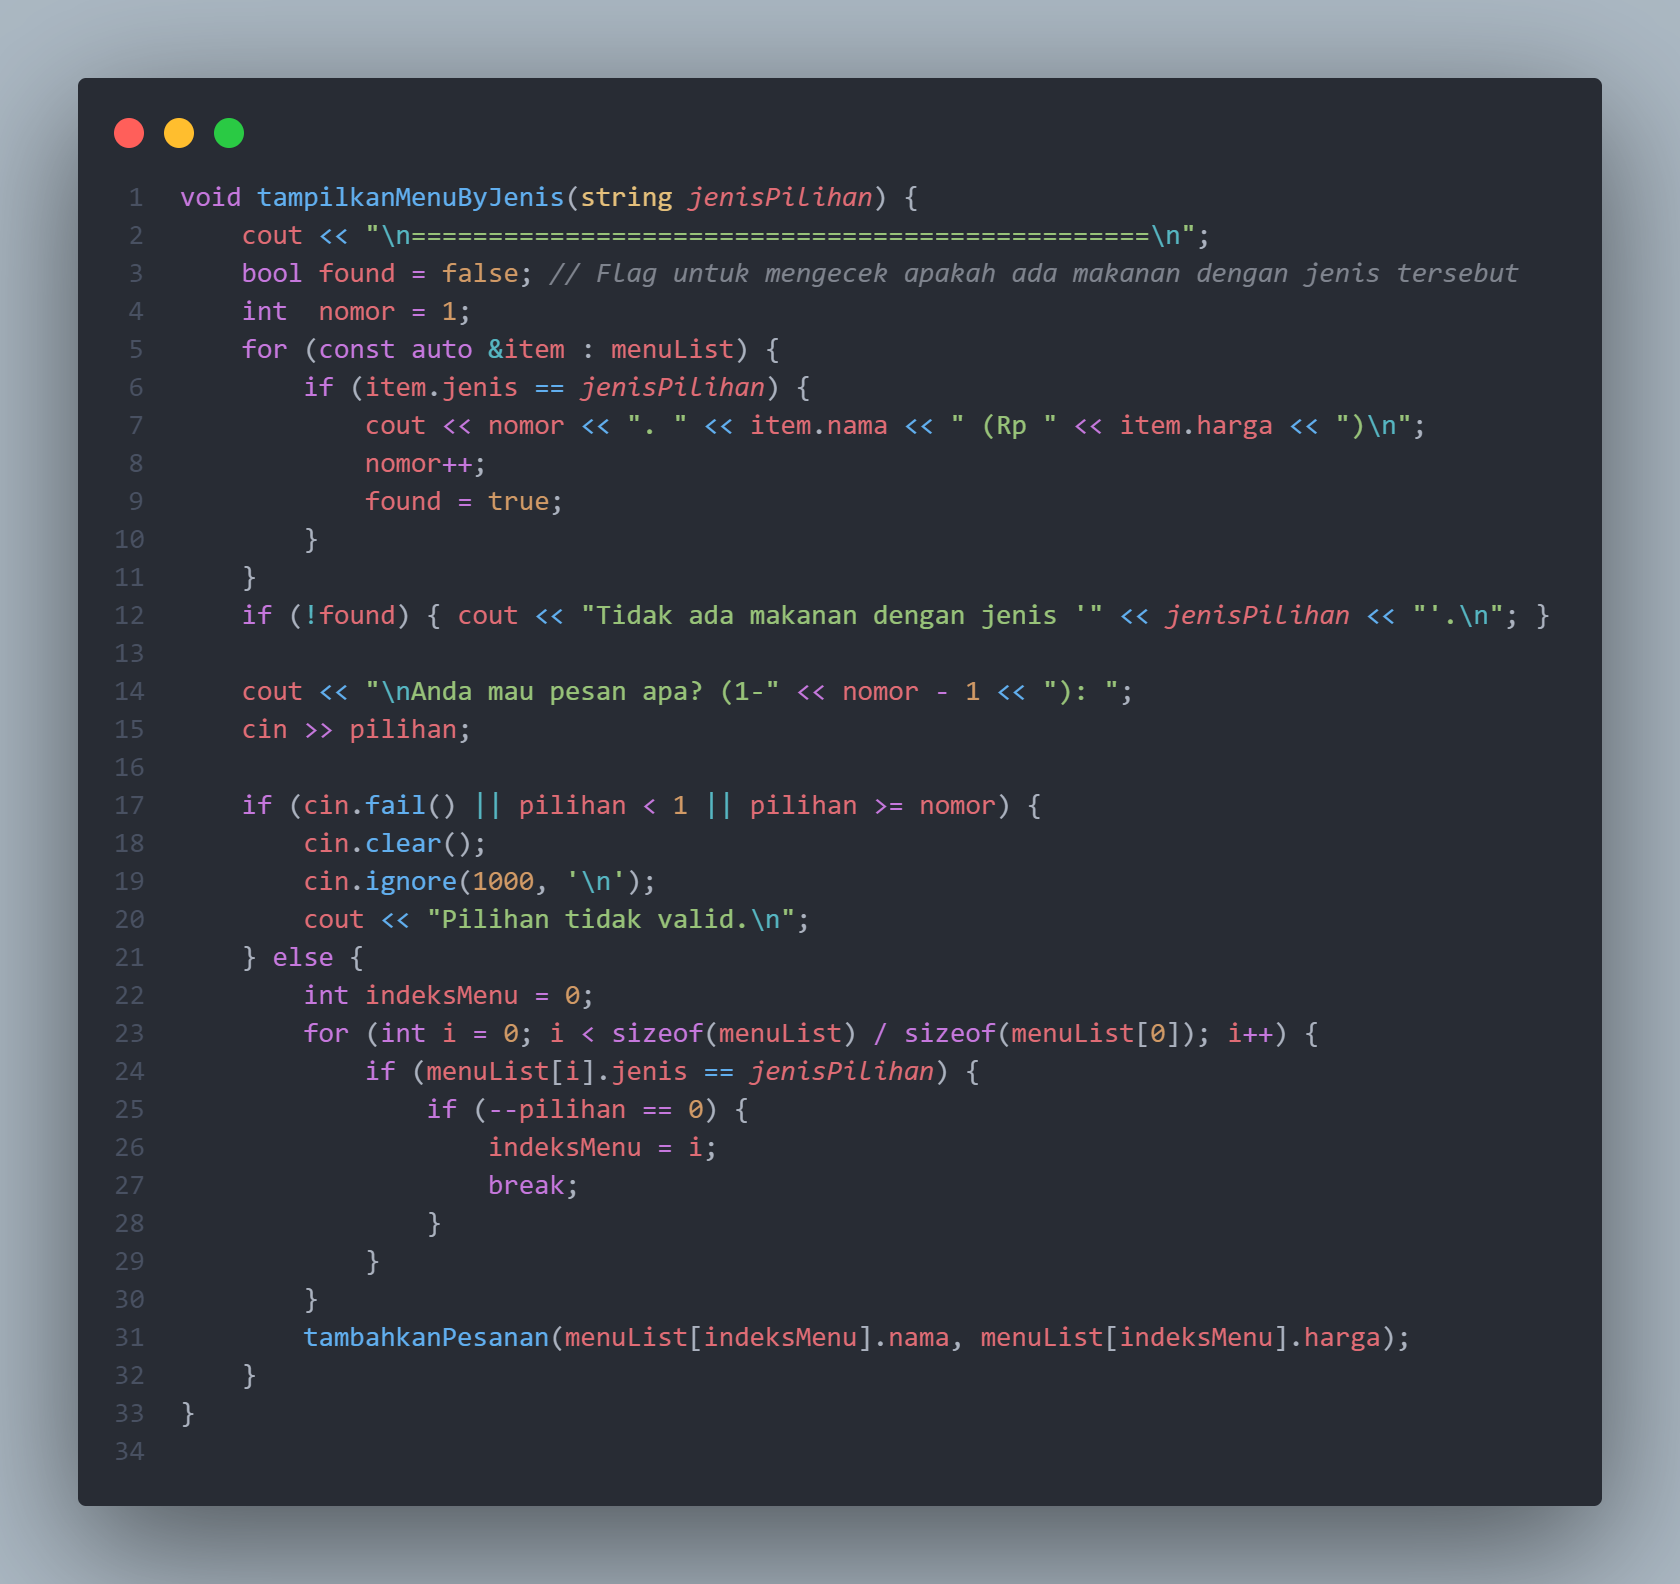 1 void tampilkanMenuByJenis(string jenisPilihan) {
2     cout << "\n================================================\n";
3     bool found = false; // Flag untuk mengecek apakah ada makanan dengan jenis tersebut
4     int  nomor = 1;
5     for (const auto &item : menuList) {
6         if (item.jenis == jenisPilihan) {
7             cout << nomor << ". " << item.nama << " (Rp " << item.harga << ")\n";
8             nomor++;
9             found = true;
10         }
11     }
12     if (!found) { cout << "Tidak ada makanan dengan jenis '" << jenisPilihan << "'.\n"; }
13
14     cout << "\nAnda mau pesan apa? (1-" << nomor - 1 << "): ";
15     cin >> pilihan;
16
17     if (cin.fail() || pilihan < 1 || pilihan >= nomor) {
18         cin.clear();
19         cin.ignore(1000, '\n');
20         cout << "Pilihan tidak valid.\n";
21     } else {
22         int indeksMenu = 0;
23         for (int i = 0; i < sizeof(menuList) / sizeof(menuList[0]); i++) {
24             if (menuList[i].jenis == jenisPilihan) {
25                 if (--pilihan == 0) {
26                     indeksMenu = i;
27                     break;
28                 }
29             }
30         }
31         tambahkanPesanan(menuList[indeksMenu].nama, menuList[indeksMenu].harga);
32     }
33 }
34